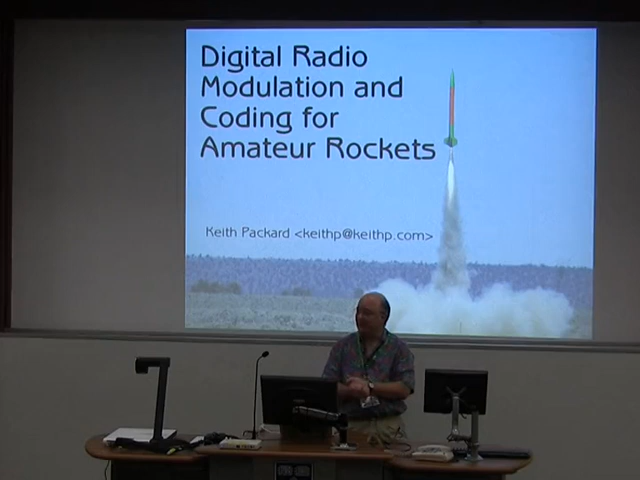 Digital Radio
Modulation and
Coding for
Amateur Rockets
Keith Packard <keithp@keithp.com>